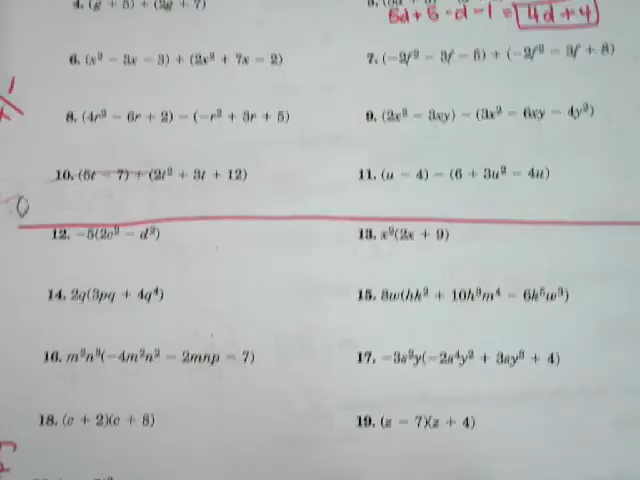 4. (g + 5) + (2g + 7)
5d + 5 - d - 1 = 4d + 4
6. (x² − 3x − 3) + (2x² + 7x − 2)
7. (−2f² − 3f − 5) + (−2f² − 3f + 8)
8. (4r² − 6r + 2) − (−r² + 3r + 5)
9. (2x² − 3xy) − (3x² − 6xy − 4y²)
10. (5t − 7) + (2t² + 3t + 12)
11. (u − 4) − (6 + 3u² − 4u)
12. −5(2c² − d²)
13. x²(2x + 9)
14. 2q(3pq + 4q⁴)
15. 8w(hk² + 10h³m⁴ − 6h⁵w³)
16. m²n³(−4m²n² − 2mnp − 7)
17. −3s²y(−2s⁴y² + 3sy³ + 4)
18. (c + 2)(c + 8)
19. (z − 7)(z + 4)